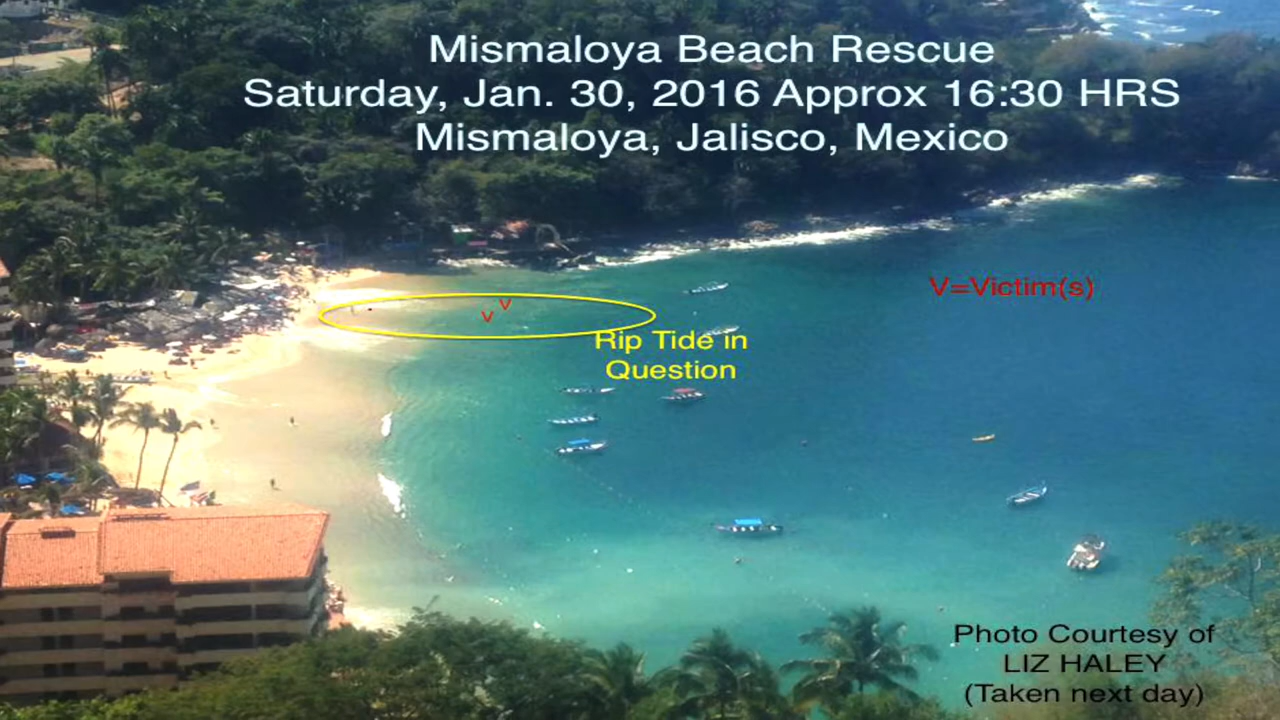 Mismaloya Beach Rescue
Saturday, Jan. 30, 2016 Approx 16:30 HRS
Mismaloya, Jalisco, Mexico
V=Victim(s)
v v
Rip Tide in
Question
Photo Courtesy of
LIZ HALEY
(Taken next day)